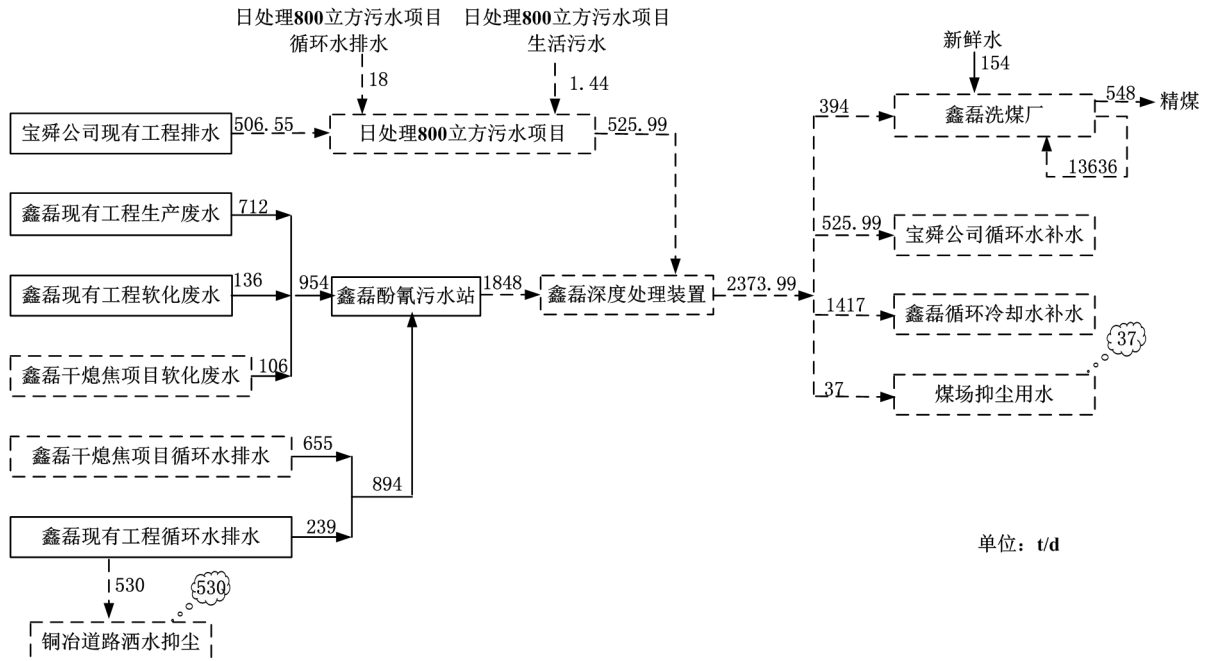 日处理800立方污水项目
循环水排水
日处理800立方污水项目
生活污水
新鲜水
18
1.44
154
宝舜公司现有工程排水
506.55
日处理800立方污水项目
525.99
394
鑫磊洗煤厂
548
精煤
13636
鑫磊现有工程生产废水
712
525.99
宝舜公司循环水补水
鑫磊现有工程软化废水
136
954
鑫磊酚氰污水站
1848
鑫磊深度处理装置
2373.99
1417
鑫磊循环冷却水补水
鑫磊干熄焦项目软化废水
106
37
37
煤场抑尘用水
鑫磊干熄焦项目循环水排水
655
894
鑫磊现有工程循环水排水
239
单位：t/d
530
530
铜冶道路洒水抑尘